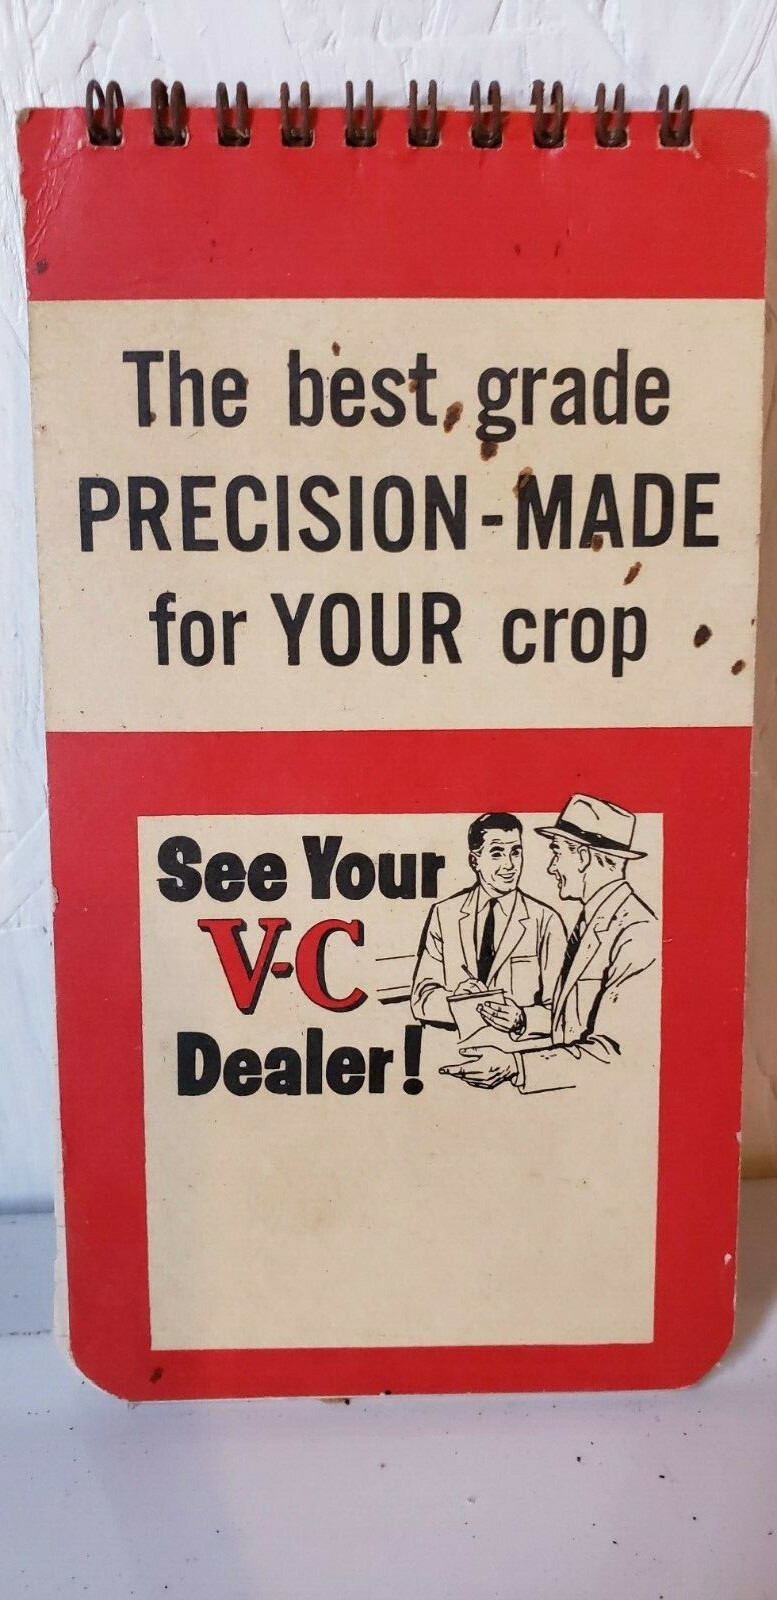 The best grade
PRECISION-MADE
for YOUR crop
See Your
V-C
Dealer!